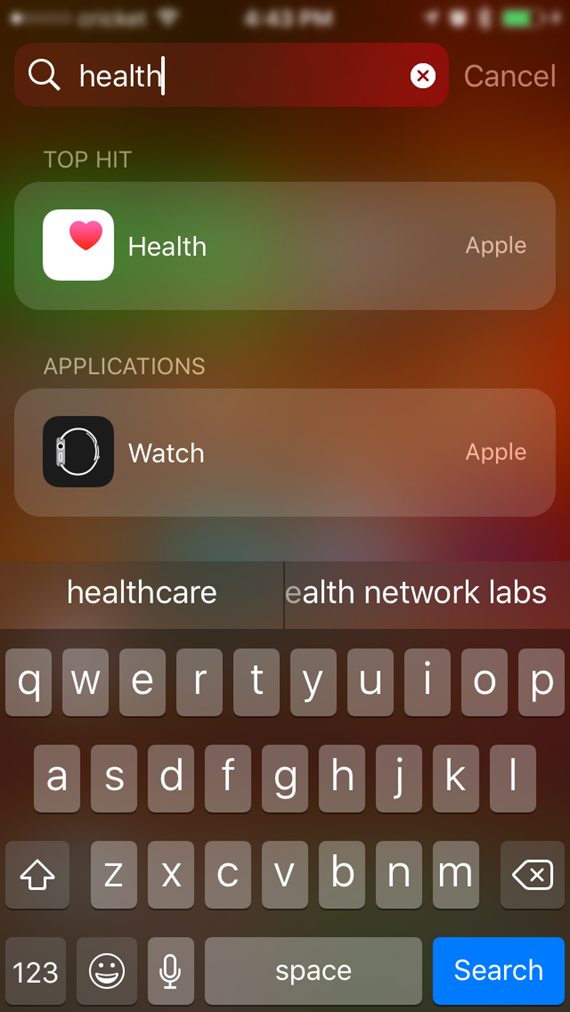 cricket 4:43 PM
health Cancel
TOP HIT
Health Apple
APPLICATIONS
Watch Apple
healthcare ealth network labs
q w e r t y u i o p
a s d f g h j k l
z x c v b n m
123 space Search